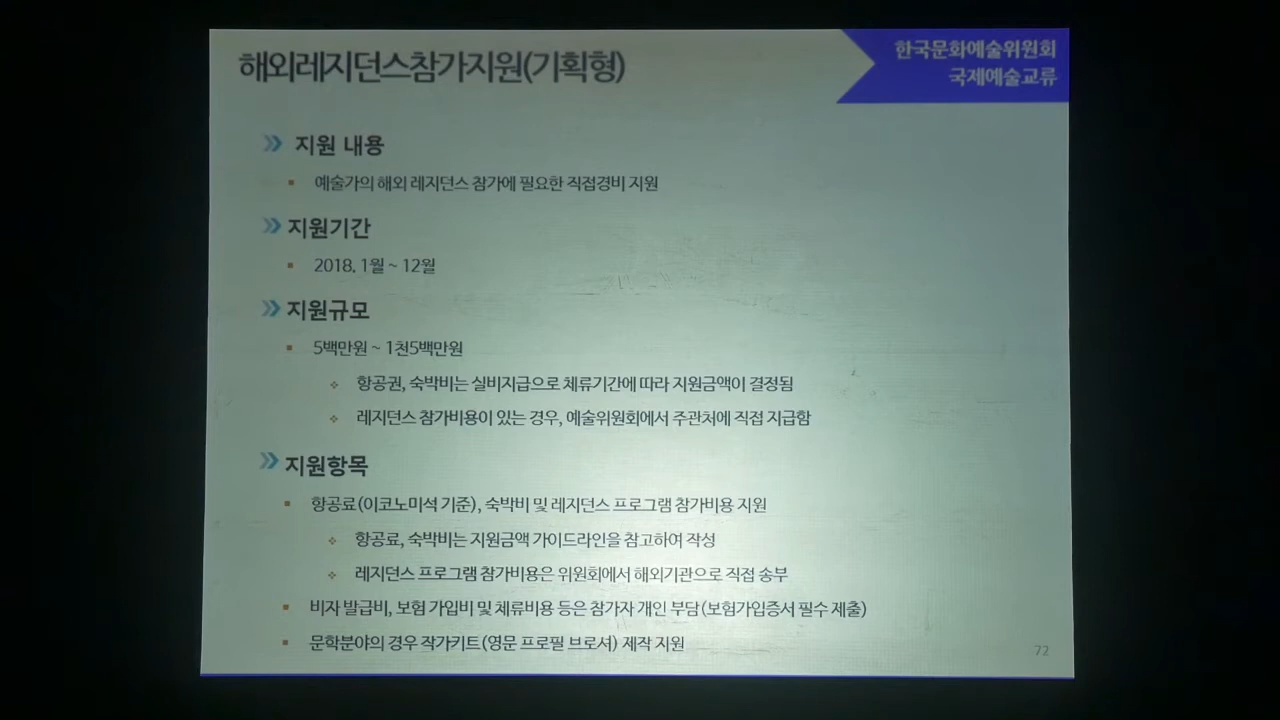 해외레지던스참가지원(기획형)
한국문화예술위원회
국제예술교류
지원 내용
예술가의 해외 레지던스 참가에 필요한 직접경비 지원
지원기간
2018. 1월 ~ 12월
지원규모
5백만원 ~ 1천5백만원
항공권, 숙박비는 실비지급으로 체류기간에 따라 지원금액이 결정됨
레지던스 참가비용이 있는 경우, 예술위원회에서 주관처에 직접 지급함
지원항목
항공료(이코노미석 기준), 숙박비 및 레지던스 프로그램 참가비용 지원
항공료, 숙박비는 지원금액 가이드라인을 참고하여 작성
레지던스 프로그램 참가비용은 위원회에서 해외기관으로 직접 송부
비자 발급비, 보험 가입비 및 체류비용 등은 참가자 개인 부담(보험가입증서 필수 제출)
문학분야의 경우 작가키트(영문 프로필 브로셔) 제작 지원
72